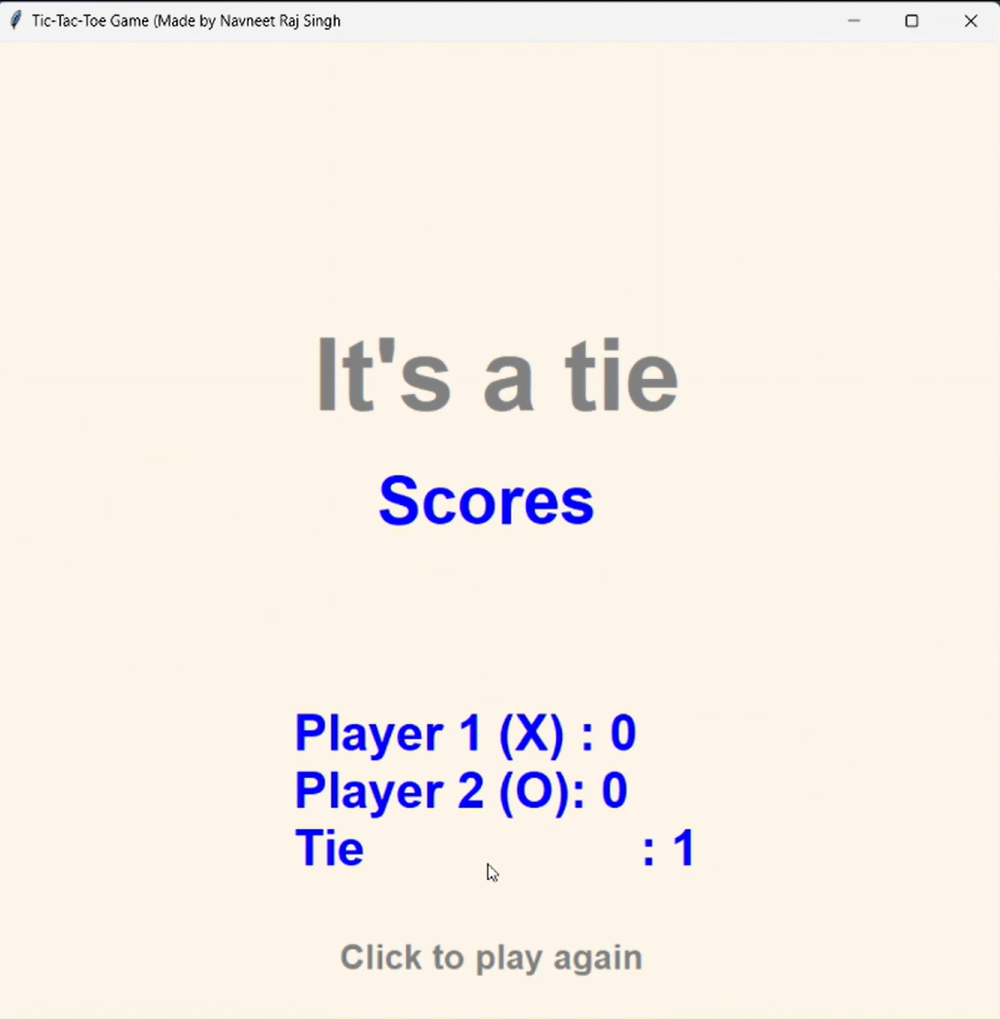 Tic-Tac-Toe Game (Made by Navneet Raj Singh
It's a tie
Scores
Player 1 (X) : 0
Player 2 (O): 0
Tie : 1
Click to play again